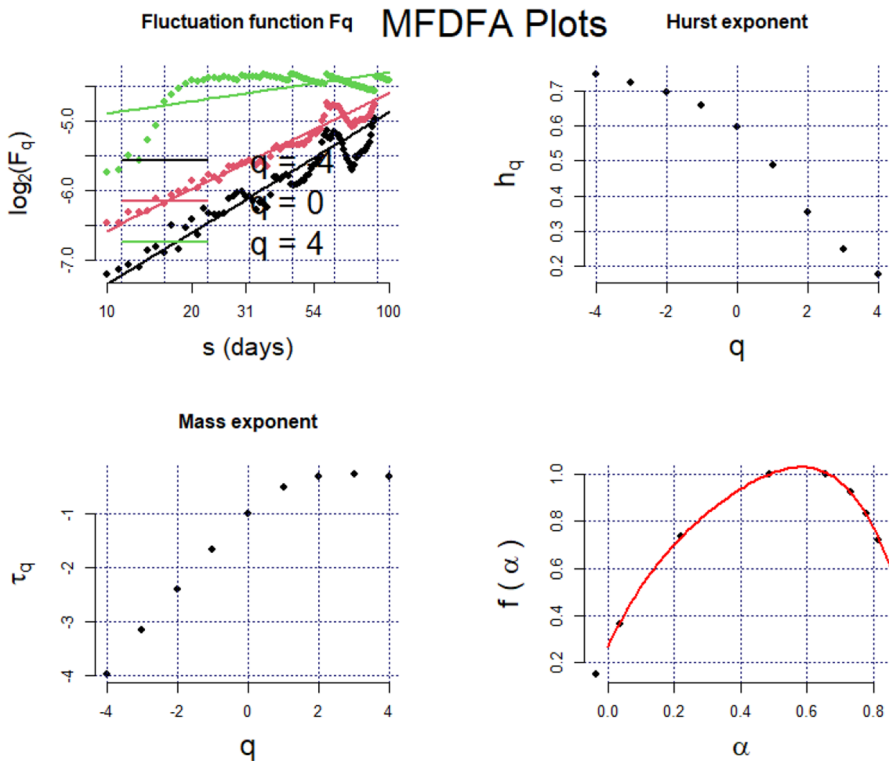 MFDFA Plots
Fluctuation function Fq
log2(Fq)
-5.0
-6.0
-7.0
q = -4
q = 0
q = 4
10 20 31 54 100
s (days)
Hurst exponent
hq
0.7
0.6
0.5
0.4
0.3
0.2
-4 -2 0 2 4
q
Mass exponent
τq
-1
-2
-3
-4
-4 -2 0 2 4
q
f ( α )
1.0
0.8
0.6
0.4
0.2
0.0 0.2 0.4 0.6 0.8
α